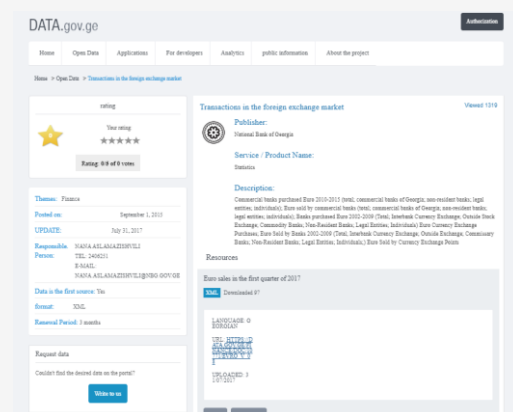 DATA.gov.ge
Authorization
Home Open Data Applications For developers Analytics public information About the project
Home > Open Data > Transactions in the foreign exchange market
rating
Your rating
Rating: 0.0 of 0 votes
Themes: Finance
Posted on: September 1, 2015
UPDATE: July 31, 2017
Responsible Person: NANA ASLAMAZISHVILI
TEL: 2406251
E-MAIL:
Data is the first source: Yes
format: XML
Renewal Period: 3 months
Request data
Couldn't find the desired data on the portal?
Write to us
Transactions in the foreign exchange market
Viewed 1219
Publisher:
National Bank of Georgia
Service / Product Name:
Statistics
Description:
Commercial banks purchased Euro 2010-2015 (total, commercial banks of Georgia, non-resident banks, legal
entities, individuals); Euro sold by commercial banks (total, commercial banks of Georgia, non-resident banks,
legal entities, individuals); Banks purchased Euro 2002-2009 (Total, Interbank Currency Exchange, Outside Stock
Exchange, Commodity Banks, Non-Resident Banks, Legal Entities, Individuals) Euro Currency Exchange
Purchases, Euro Sold by Banks 2002-2009 (Total, Interbank Currency Exchange, Outside Exchange, Commissary
Banks, Non-Resident Banks, Legal Entities, Individuals,) Euro Sold by Currency Exchange Points
Resources
Euro sales in the first quarter of 2017
XML Downloaded 97
LANGUAGE: G
EORGIAN
URL: HTTPS://D
UPLOADED: 3
1/07/2017